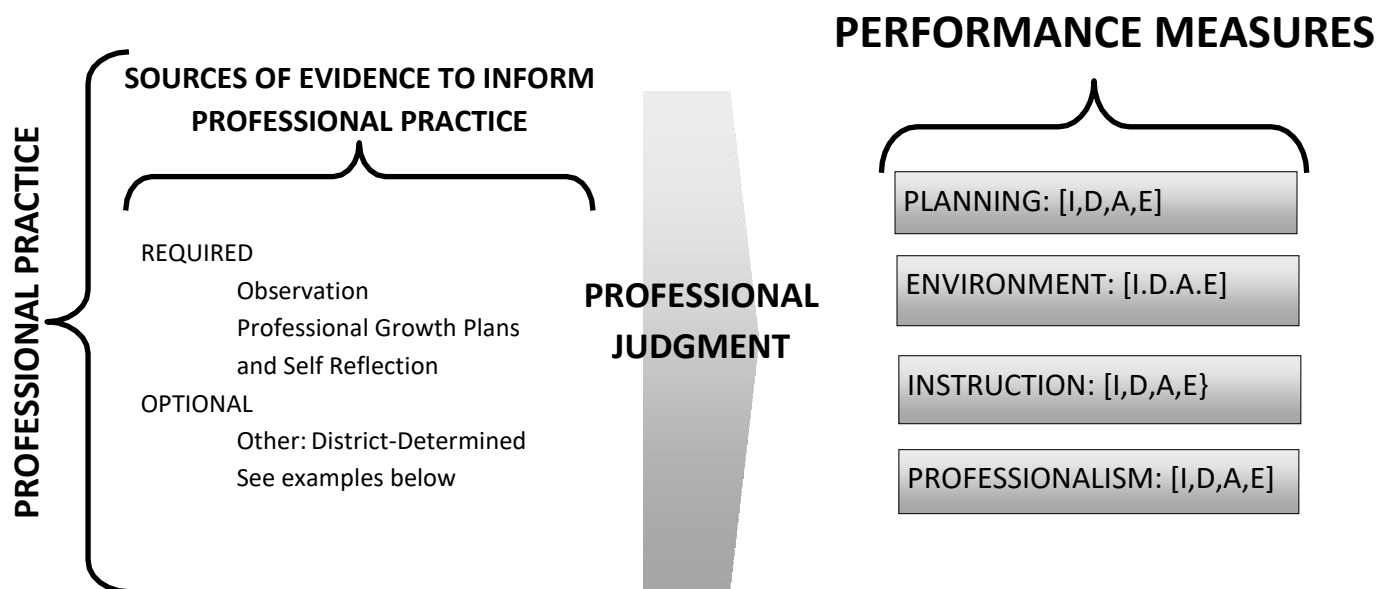 PROFESSIONAL PRACTICE
SOURCES OF EVIDENCE TO INFORM
PROFESSIONAL PRACTICE
REQUIRED
Observation
Professional Growth Plans
and Self Reflection
OPTIONAL
Other: District-Determined
See examples below
PROFESSIONAL
JUDGMENT
PERFORMANCE MEASURES
PLANNING: [I,D,A,E]
ENVIRONMENT: [I.D.A.E]
INSTRUCTION: [I,D,A,E}
PROFESSIONALISM: [I,D,A,E]